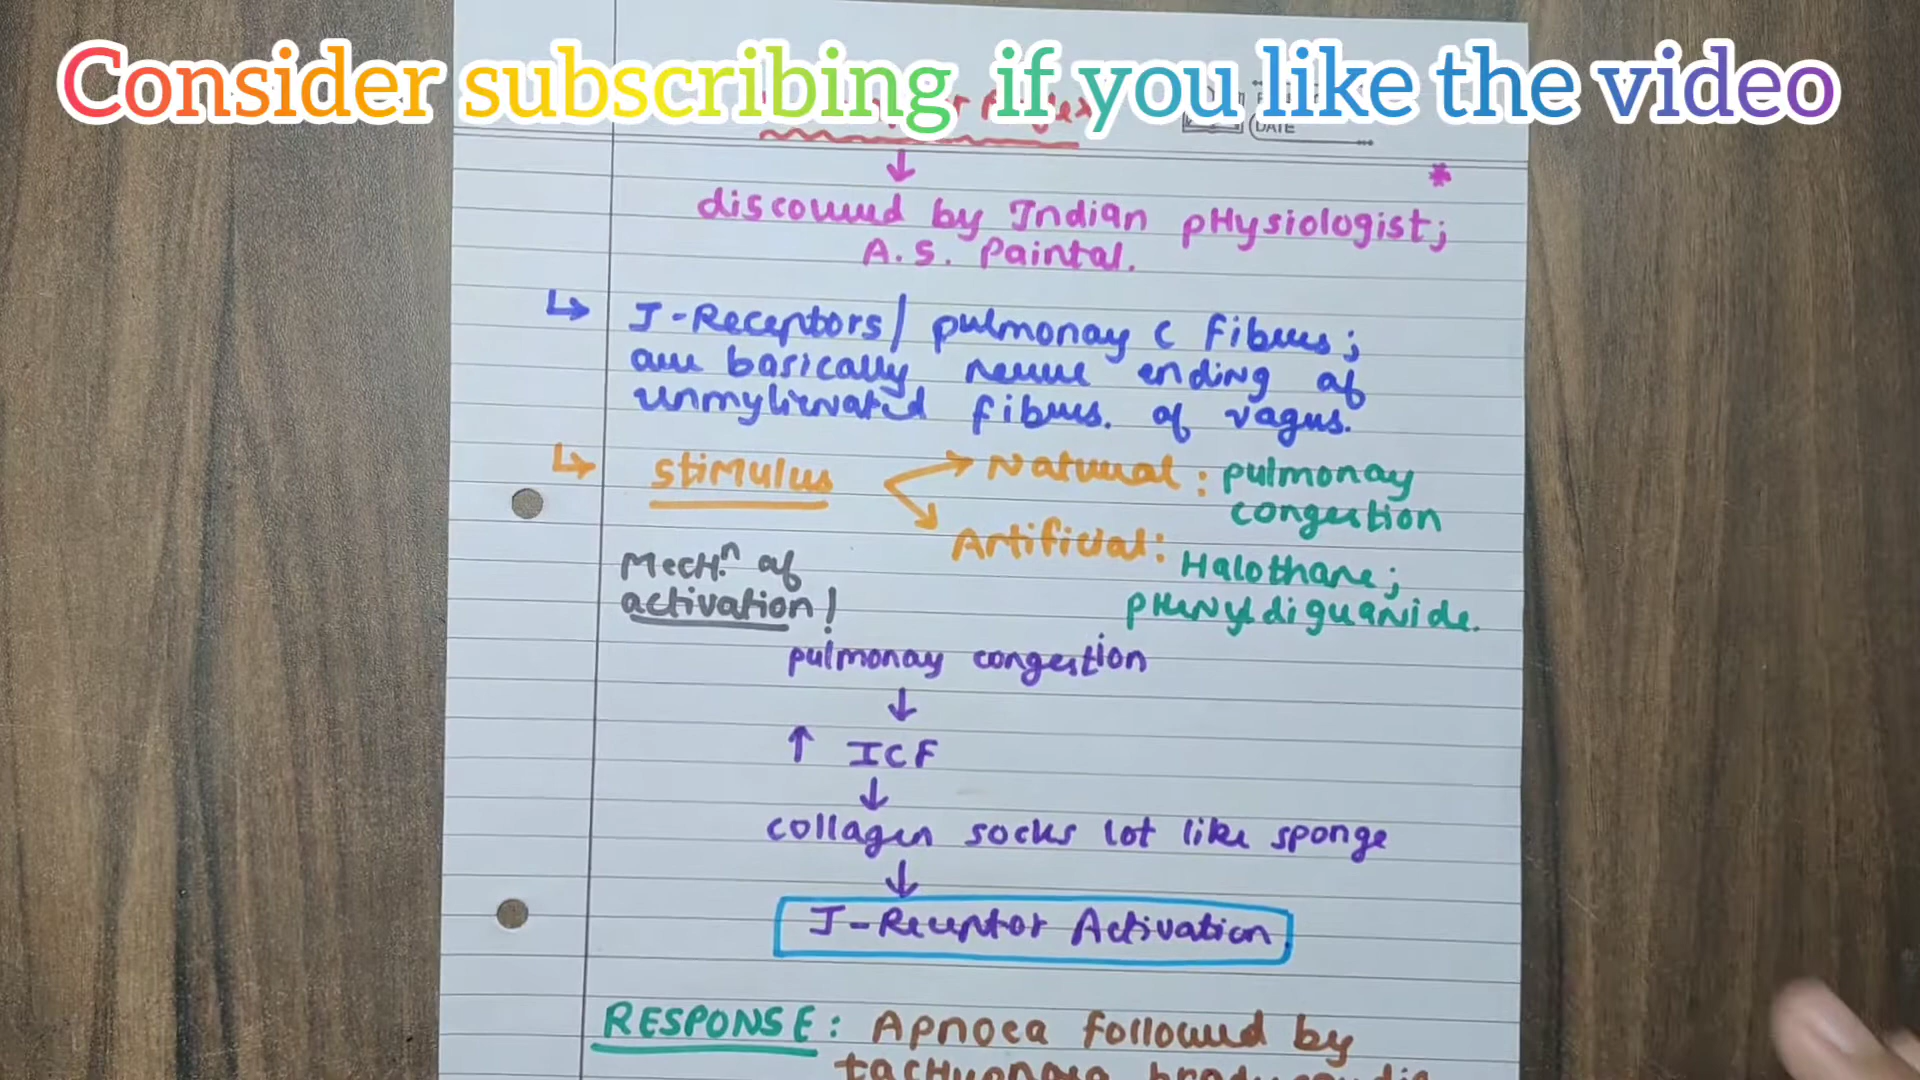 Consider subscribing if you like the video
DATE
discovered by Indian pHysiologist;
A.S. Paintal.
↳ J-Receptors/ pulmonay C fibres;
are basically nerve ending of
unmylienated fibres. of vagus.
↳ stiMulus → Natural: pulmonay
congestion
Artificial: Halothane;
pHenyldiguanide.
MecH.n of
activation!
pulmonay congestion
↓
↑ ICF
↓
collagen socks lot like sponge
↓
J-Receptor Activation
RESPONSE: Apnoea followed by